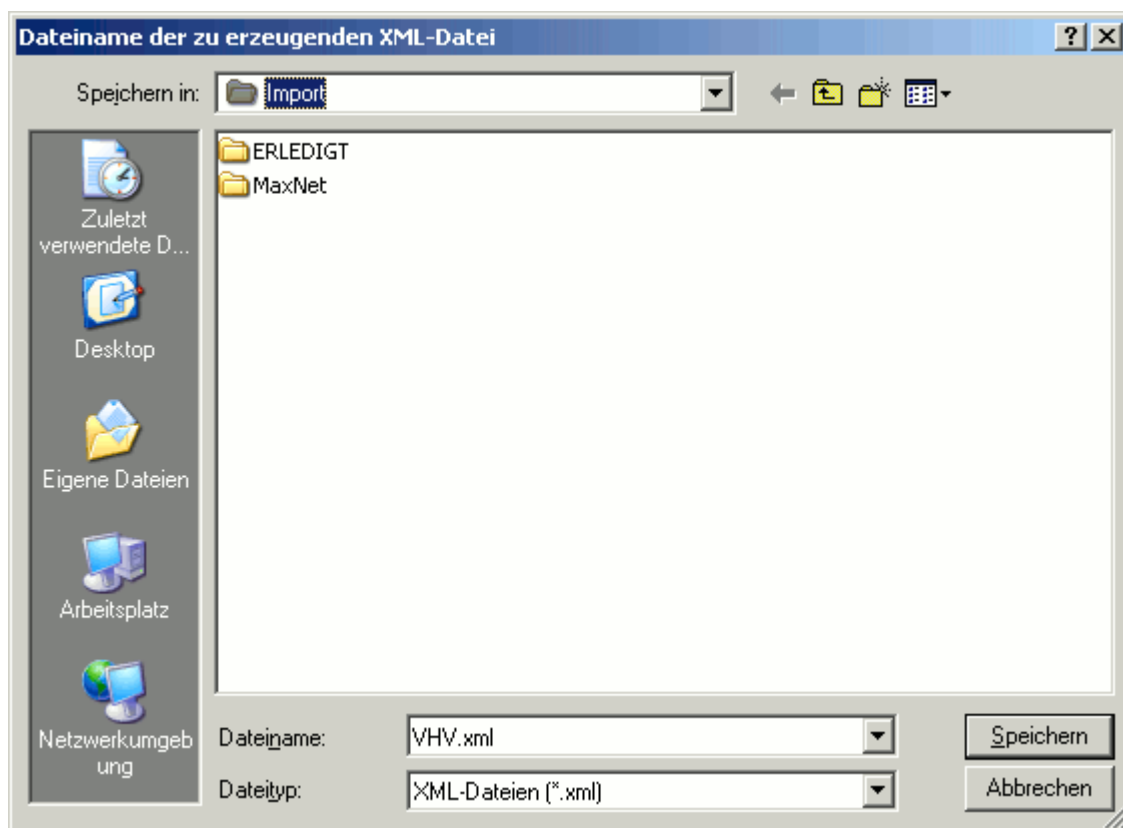 Dateiname der zu erzeugenden XML-Datei
Speichern in:
Import
ERLEDIGT
MaxNet
Zuletzt
verwendete D...
Desktop
Eigene Dateien
Arbeitsplatz
Netzwerkumgeb
ung
Dateiname:
VHV.xml
Speichern
Dateityp:
XML-Dateien (*.xml)
Abbrechen